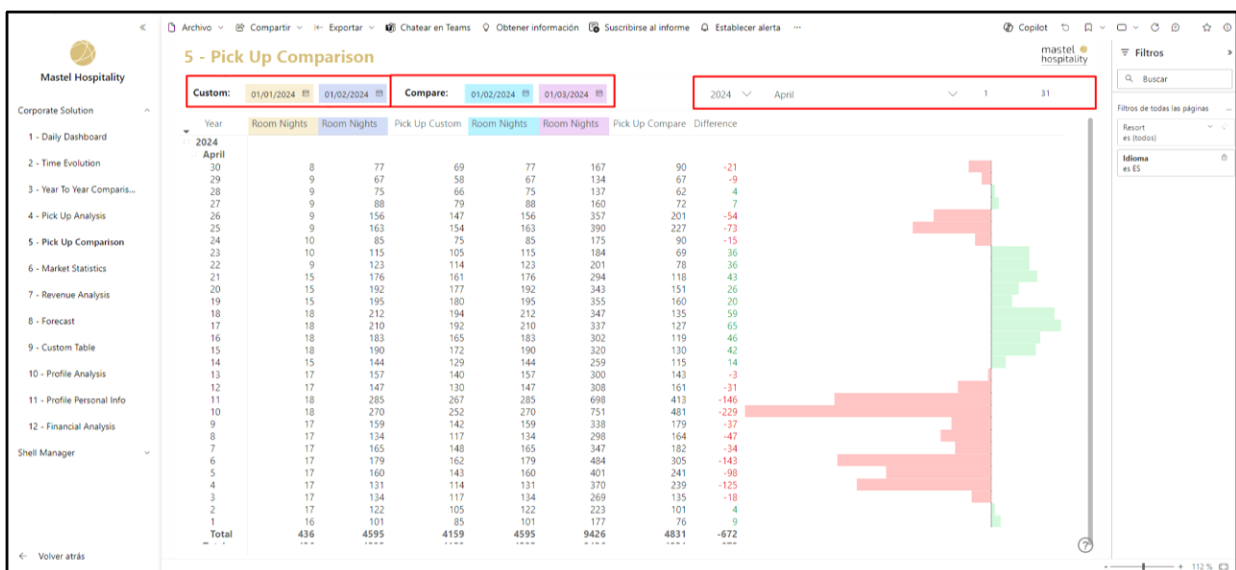 Archivo Compartir Exportar Chatear en Teams Obtener información Suscribirse al informe Establecer alerta ... Copilot
Mastel Hospitality
Corporate Solution
1 - Daily Dashboard
2 - Time Evolution
3 - Year To Year Comparis...
4 - Pick Up Analysis
5 - Pick Up Comparison
6 - Market Statistics
7 - Revenue Analysis
8 - Forecast
9 - Custom Table
10 - Profile Analysis
11 - Profile Personal Info
12 - Financial Analysis
Shell Manager
Volver atrás
5 - Pick Up Comparison
mastel
hospitality
Custom: 01/01/2024 01/02/2024 Compare: 01/02/2024 01/03/2024 2024 April 1 31
Year Room Nights Room Nights Pick Up Custom Room Nights Room Nights Pick Up Compare Difference
2024
April
30 8 77 69 77 167 90 -21
29 9 67 58 67 134 67 -9
28 9 75 66 75 137 62 4
27 9 88 79 88 160 72 7
26 9 156 147 156 357 201 -54
25 9 163 154 163 390 227 -73
24 10 85 75 85 175 90 -15
23 10 115 105 115 184 69 36
22 9 123 114 123 201 78 36
21 15 176 161 176 294 118 43
20 15 192 177 192 343 151 26
19 15 195 180 195 355 160 20
18 18 212 194 212 347 135 59
17 18 210 192 210 337 127 65
16 18 183 165 183 302 119 46
15 18 190 172 190 320 130 42
14 15 144 129 144 259 115 14
13 17 157 140 157 300 143 -3
12 17 147 130 147 308 161 -31
11 18 285 267 285 698 413 -146
10 18 270 252 270 751 481 -229
9 17 159 142 159 338 179 -37
8 17 134 117 134 298 164 -47
7 17 165 148 165 347 182 -34
6 17 179 162 179 484 305 -143
5 17 160 143 160 401 241 -98
4 17 131 114 131 370 239 -125
3 17 134 117 134 269 135 -18
2 17 122 105 122 223 101 4
1 16 101 85 101 177 76 9
Total 436 4595 4159 4595 9426 4831 -672
Filtros
Buscar
Filtros de todas las páginas ...
Resort
es (todos)
Idioma
es ES
- + 112 %